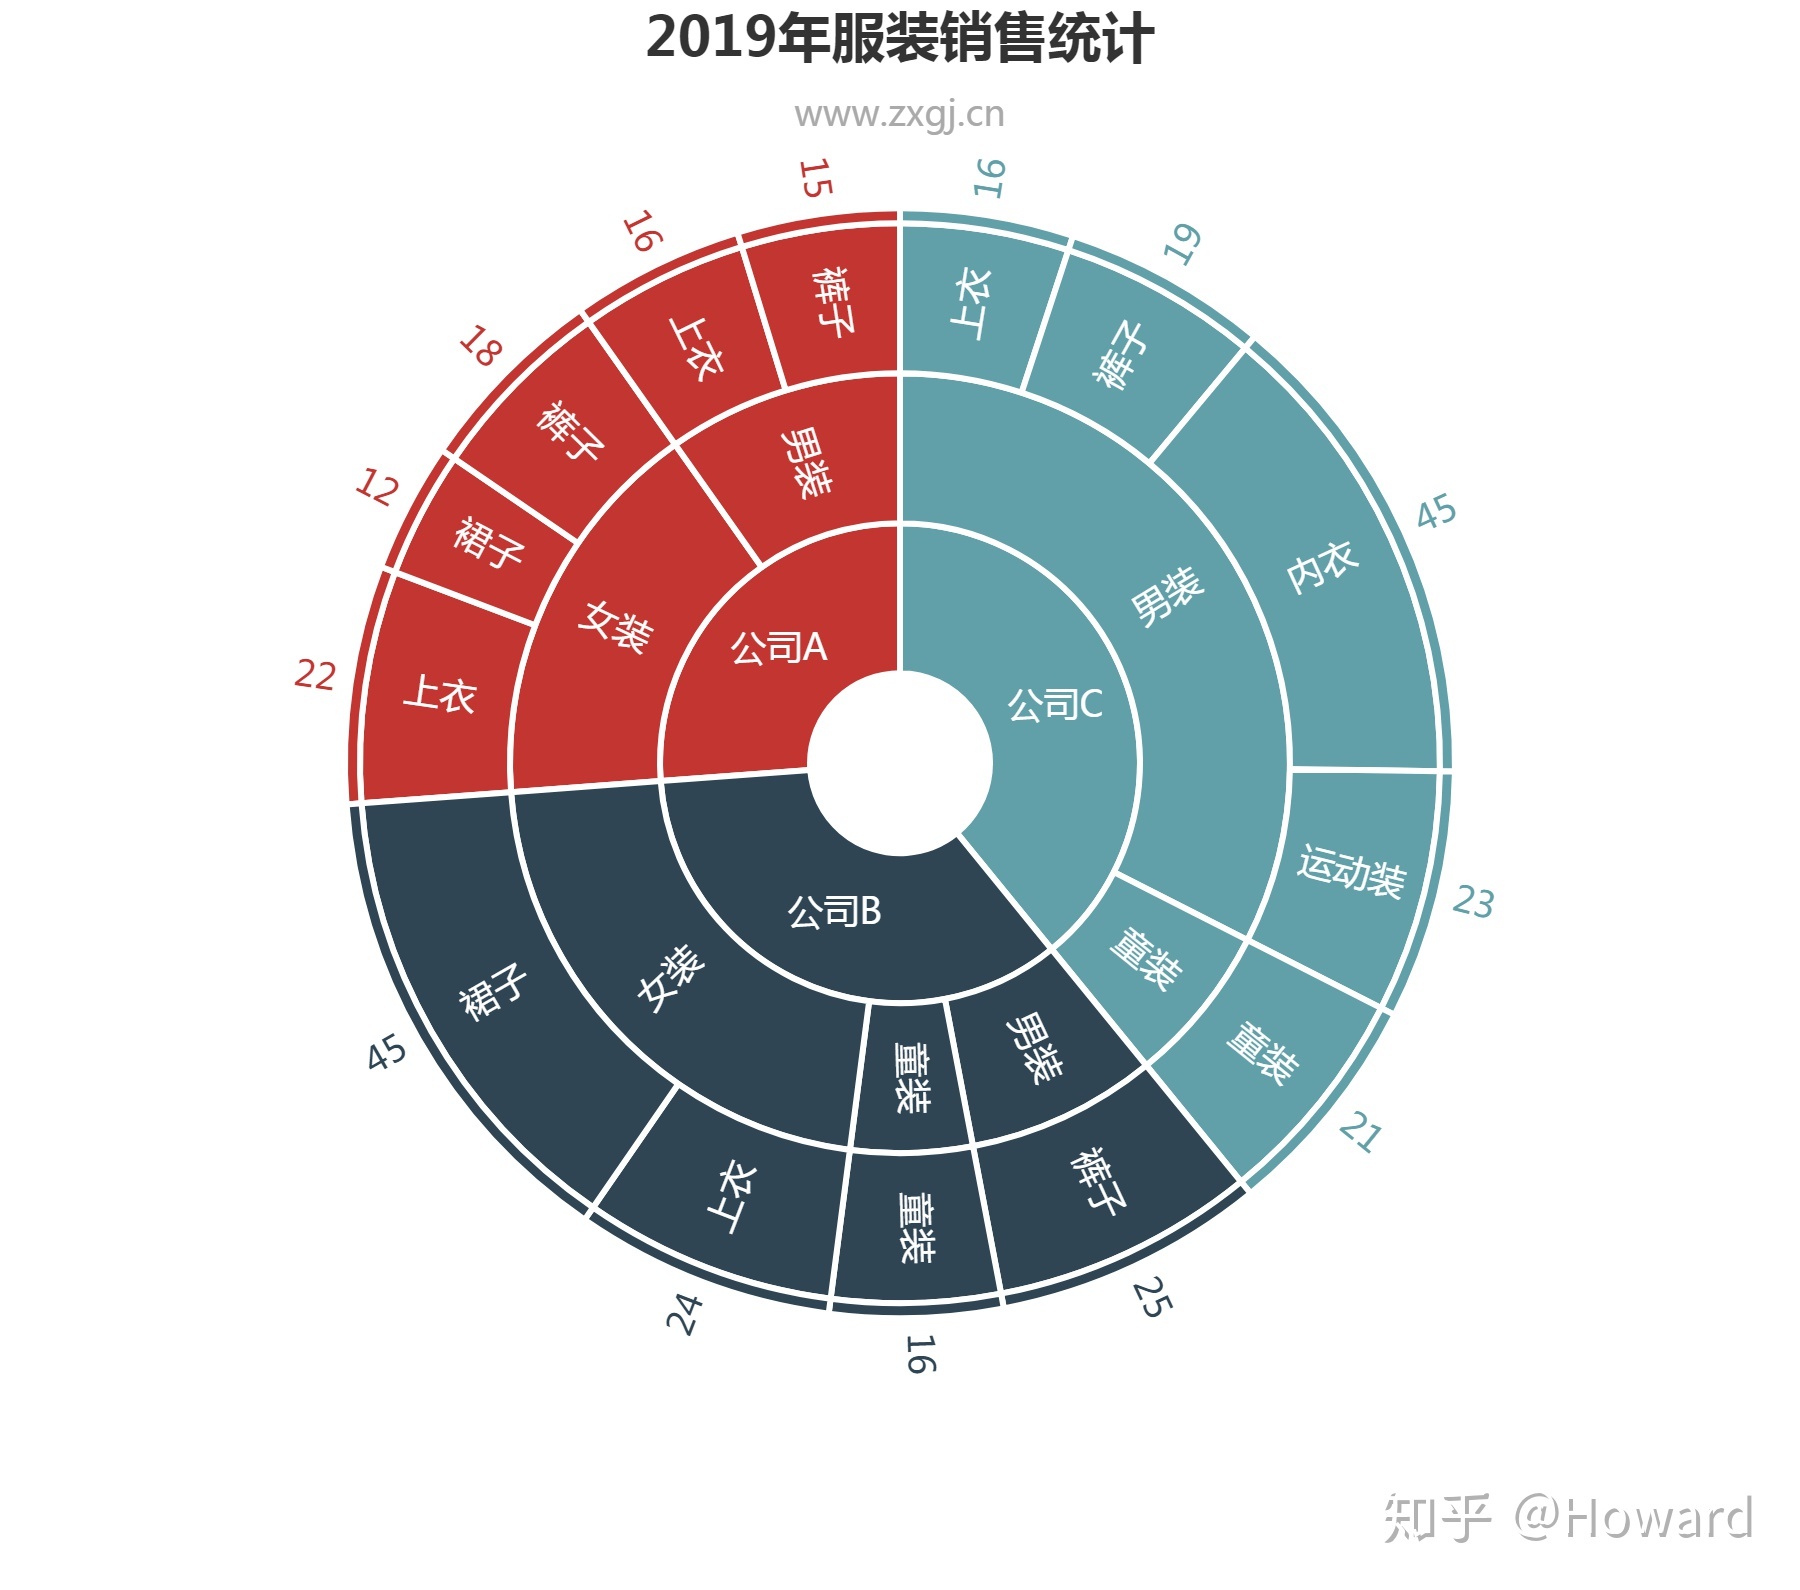 2019年服装销售统计
www.zxgj.cn
公司C
男装
上衣
16
裤子
19
内衣
45
运动装
23
童装
童装
21
公司B
男装
裤子
25
童装
童装
16
女装
上衣
24
裙子
45
公司A
女装
上衣
22
裙子
12
裤子
18
男装
上衣
16
裤子
15
知乎 @Howard